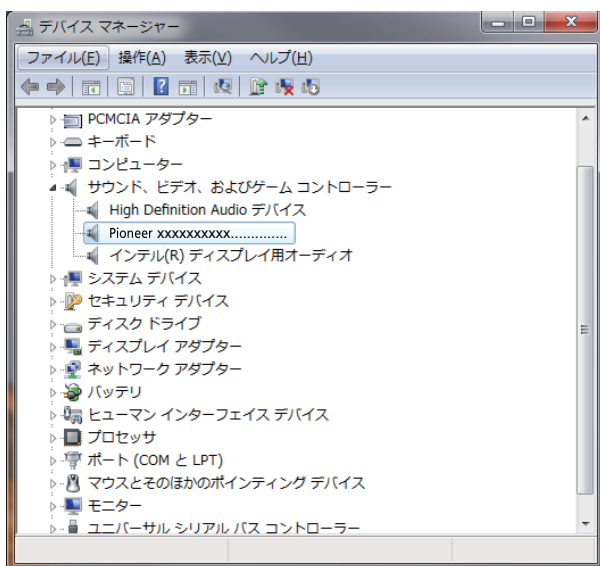 デバイス マネージャー
ファイル(F) 操作(A) 表示(V) ヘルプ(H)
PCMCIA アダプター
キーボード
コンピューター
サウンド、ビデオ、およびゲーム コントローラー
High Definition Audio デバイス
Pioneer xxxxxxxxxx..............
インテル(R) ディスプレイ用オーディオ
システム デバイス
セキュリティ デバイス
ディスク ドライブ
ディスプレイ アダプター
ネットワーク アダプター
バッテリ
ヒューマン インターフェイス デバイス
プロセッサ
ポート (COM と LPT)
マウスとそのほかのポインティング デバイス
モニター
ユニバーサル シリアル バス コントローラー